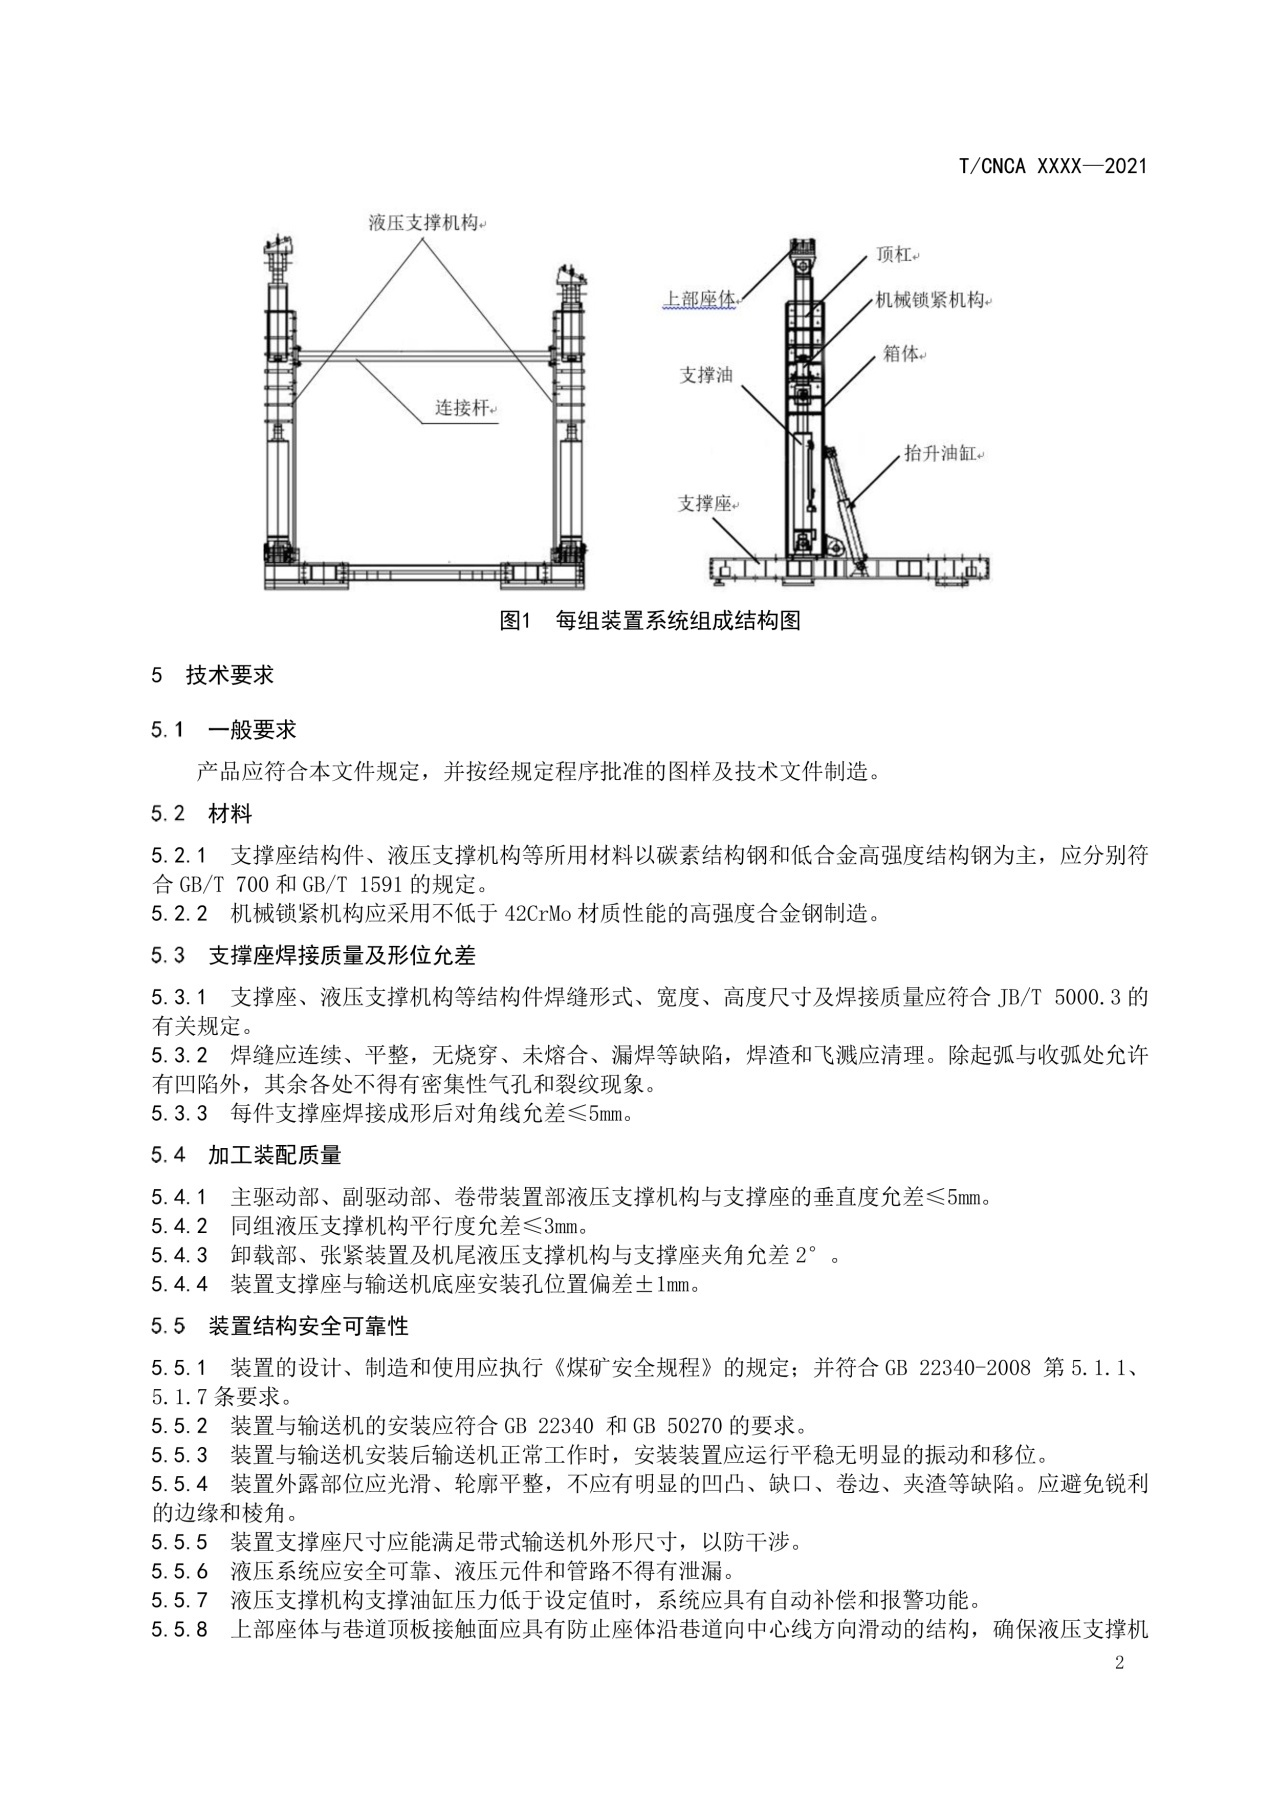 T/CNCA XXXX—2021
液压支撑机构
连接杆
上部座体
顶杠
机械锁紧机构
箱体
支撑油
抬升油缸
支撑座
图1 每组装置系统组成结构图
5 技术要求
5.1 一般要求
产品应符合本文件规定，并按经规定程序批准的图样及技术文件制造。
5.2 材料
5.2.1 支撑座结构件、液压支撑机构等所用材料以碳素结构钢和低合金高强度结构钢为主，应分别符
合 GB/T 700 和 GB/T 1591 的规定。
5.2.2 机械锁紧机构应采用不低于 42CrMo 材质性能的高强度合金钢制造。
5.3 支撑座焊接质量及形位允差
5.3.1 支撑座、液压支撑机构等结构件焊缝形式、宽度、高度尺寸及焊接质量应符合 JB/T 5000.3 的
有关规定。
5.3.2 焊缝应连续、平整，无烧穿、未熔合、漏焊等缺陷，焊渣和飞溅应清理。除起弧与收弧处允许
有凹陷外，其余各处不得有密集性气孔和裂纹现象。
5.3.3 每件支撑座焊接成形后对角线允差≤5mm。
5.4 加工装配质量
5.4.1 主驱动部、副驱动部、卷带装置部液压支撑机构与支撑座的垂直度允差≤5mm。
5.4.2 同组液压支撑机构平行度允差≤3mm。
5.4.3 卸载部、张紧装置及机尾液压支撑机构与支撑座夹角允差 2° 。
5.4.4 装置支撑座与输送机底座安装孔位置偏差±1mm。
5.5 装置结构安全可靠性
5.5.1 装置的设计、制造和使用应执行《煤矿安全规程》的规定；并符合 GB 22340-2008 第 5.1.1、
5.1.7 条要求。
5.5.2 装置与输送机的安装应符合 GB 22340 和 GB 50270 的要求。
5.5.3 装置与输送机安装后输送机正常工作时，安装装置应运行平稳无明显的振动和移位。
5.5.4 装置外露部位应光滑、轮廓平整，不应有明显的凹凸、缺口、卷边、夹渣等缺陷。应避免锐利
的边缘和棱角。
5.5.5 装置支撑座尺寸应能满足带式输送机外形尺寸，以防干涉。
5.5.6 液压系统应安全可靠、液压元件和管路不得有泄漏。
5.5.7 液压支撑机构支撑油缸压力低于设定值时，系统应具有自动补偿和报警功能。
5.5.8 上部座体与巷道顶板接触面应具有防止座体沿巷道向中心线方向滑动的结构，确保液压支撑机
2